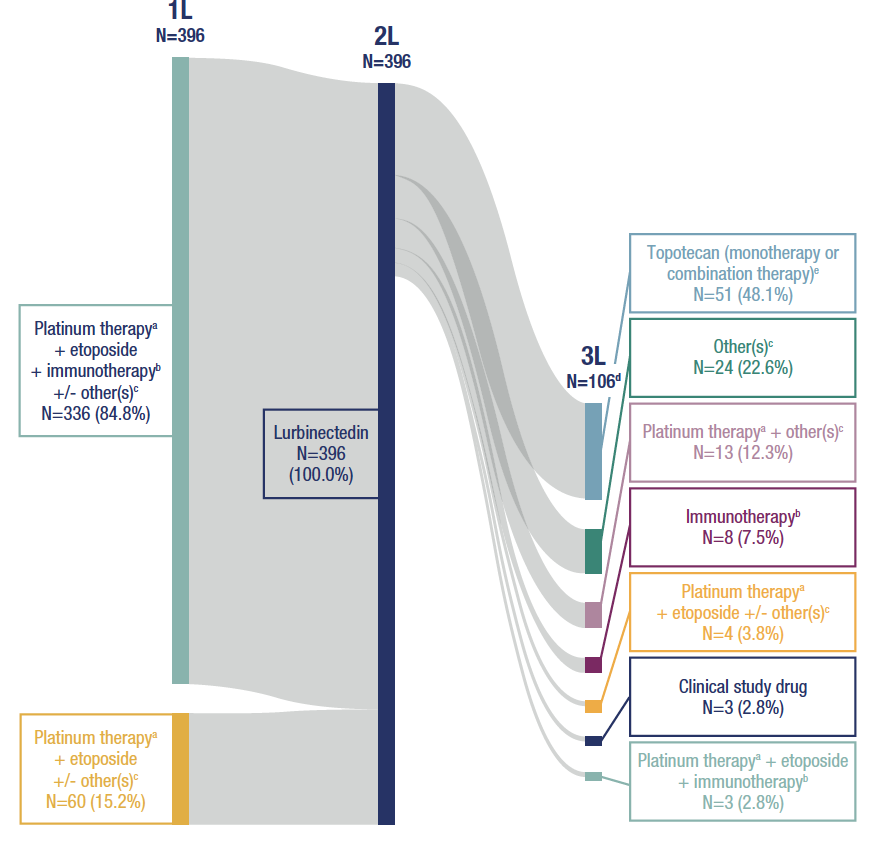 1L
N=396
2L
N=396
Platinum therapyᵃ
+ etoposide
+ immunotherapyᵇ
+/- other(s)ᶜ
N=336 (84.8%)
Platinum therapyᵃ
+ etoposide
+/- other(s)ᶜ
N=60 (15.2%)
Lurbinectedin
N=396
(100.0%)
3L
N=106ᵈ
Topotecan (monotherapy or
combination therapy)ᵉ
N=51 (48.1%)
Other(s)ᶜ
N=24 (22.6%)
Platinum therapyᵃ + other(s)ᶜ
N=13 (12.3%)
Immunotherapyᵇ
N=8 (7.5%)
Platinum therapyᵃ
+ etoposide +/- other(s)ᶜ
N=4 (3.8%)
Clinical study drug
N=3 (2.8%)
Platinum therapyᵃ + etoposide
+ immunotherapyᵇ
N=3 (2.8%)